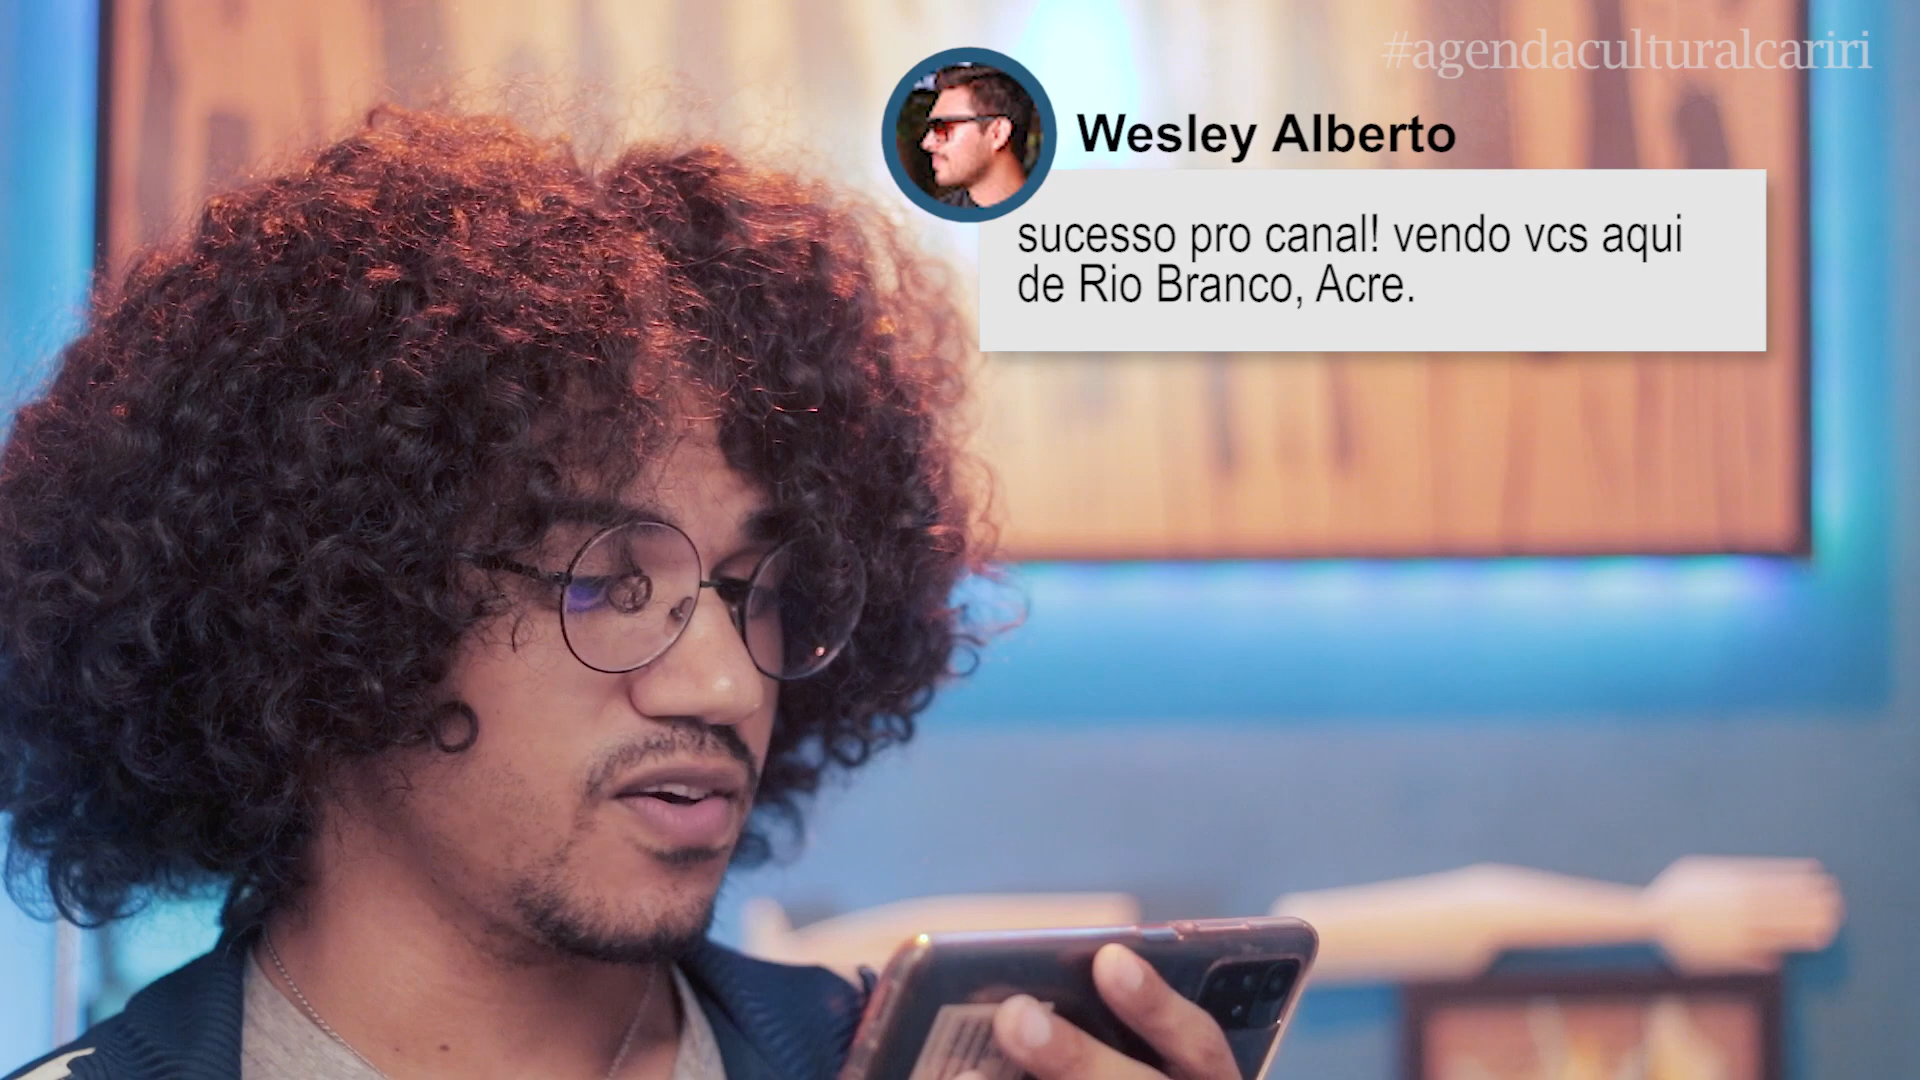 #agendaculturalcariri
Wesley Alberto
sucesso pro canal! vendo vcs aqui
de Rio Branco, Acre.